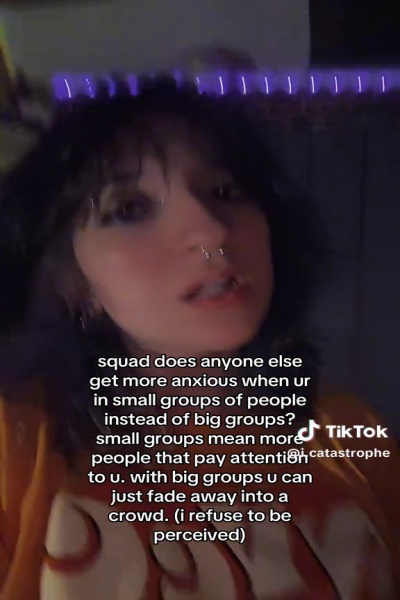 squad does anyone else
get more anxious when ur
in small groups of people
instead of big groups?
small groups mean more
people that pay attention
to u. with big groups u can
just fade away into a
crowd. (i refuse to be
perceived)
TikTok